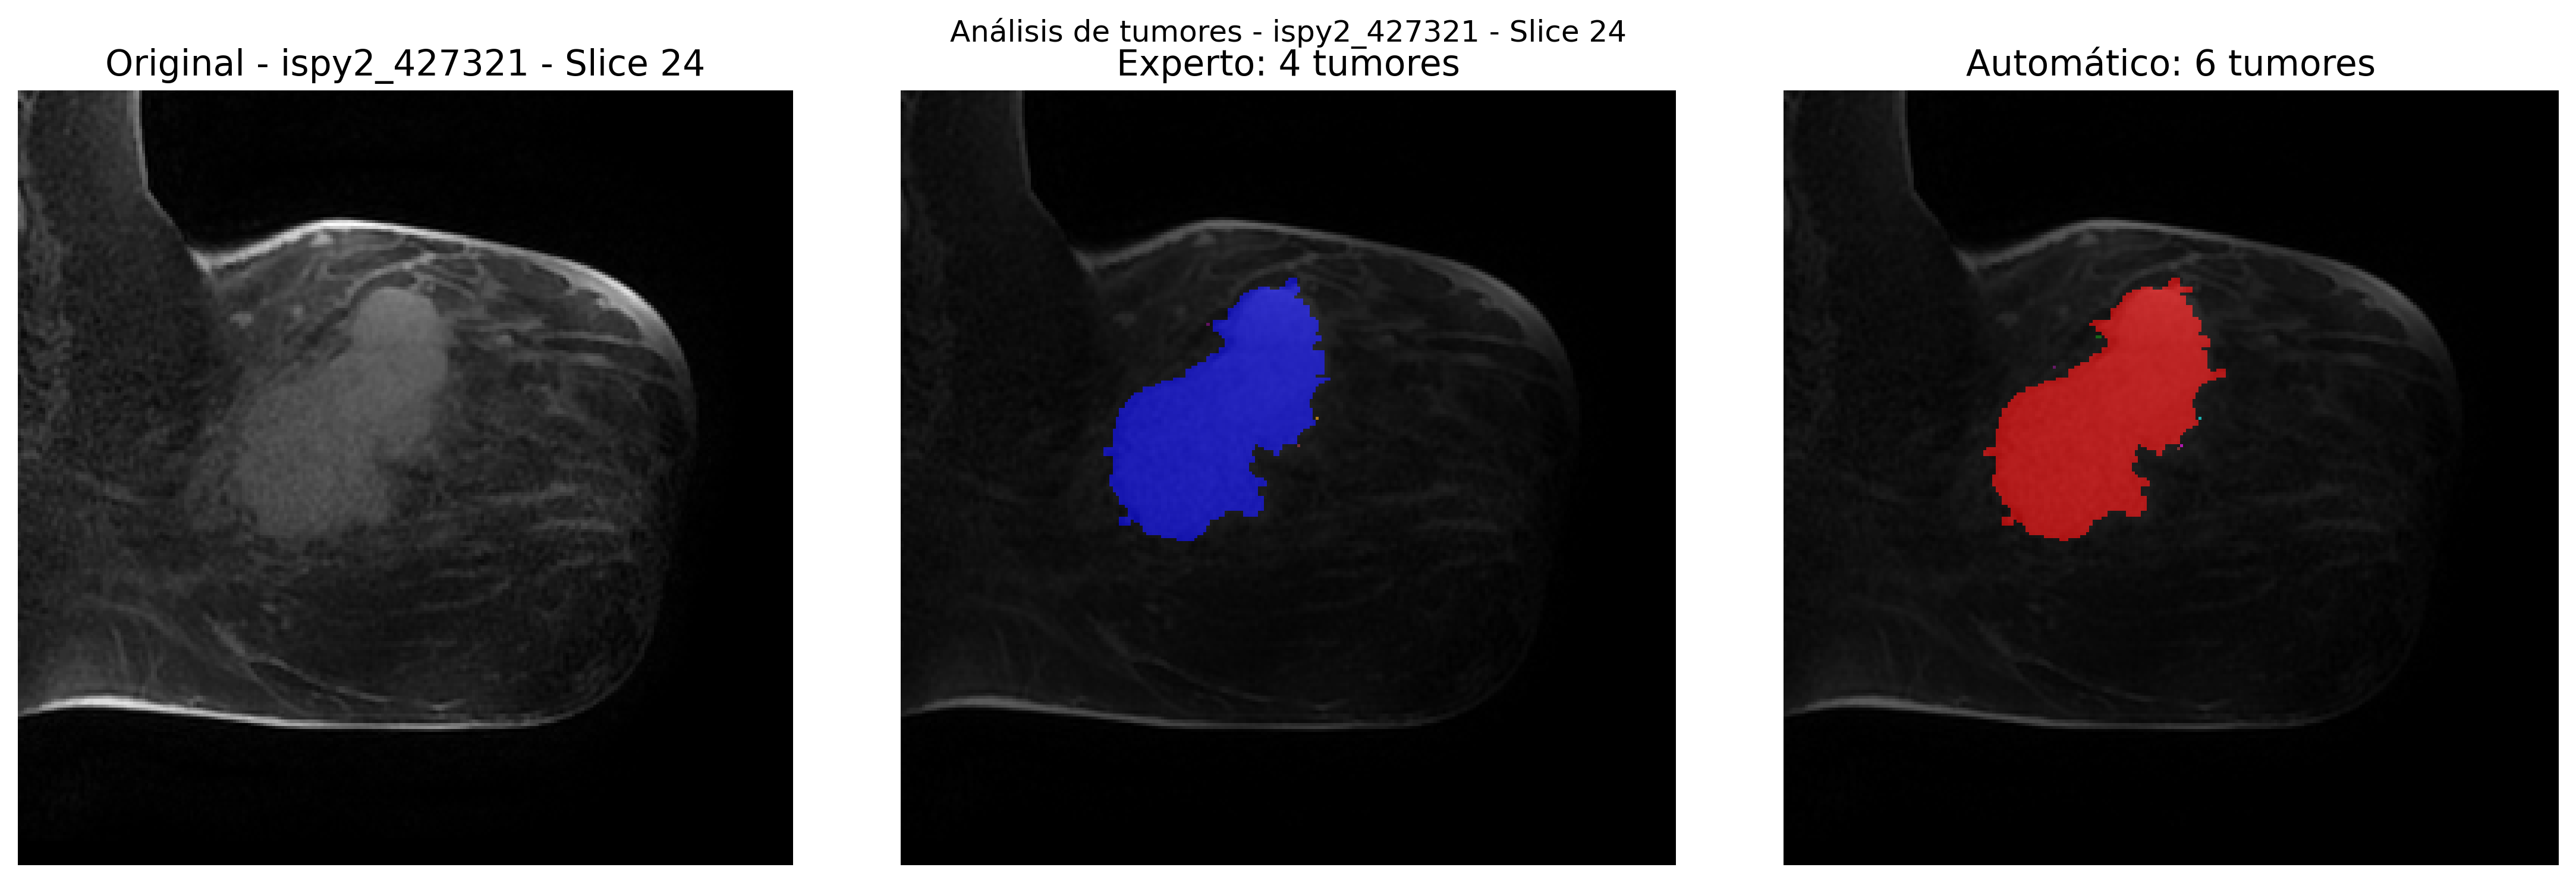 Análisis de tumores - ispy2_427321 - Slice 24
Original - ispy2_427321 - Slice 24
Experto: 4 tumores
Automático: 6 tumores